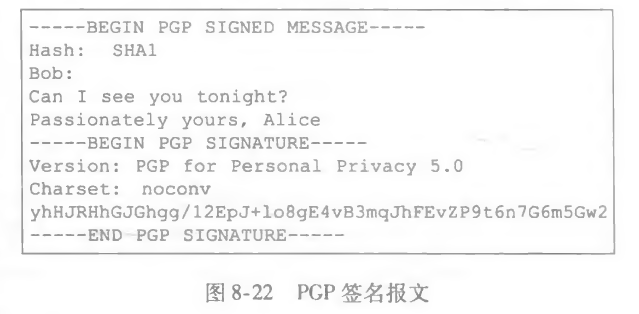 -----BEGIN PGP SIGNED MESSAGE-----
Hash:  SHA1
Bob:
Can I see you tonight?
Passionately yours, Alice
-----BEGIN PGP SIGNATURE-----
Version: PGP for Personal Privacy 5.0
Charset: noconv
yhHJRHhGJGhgg/12EpJ+lo8gE4vB3mqJhFEvZP9t6n7G6m5Gw2
-----END PGP SIGNATURE-----
图 8-22  PGP 签名报文